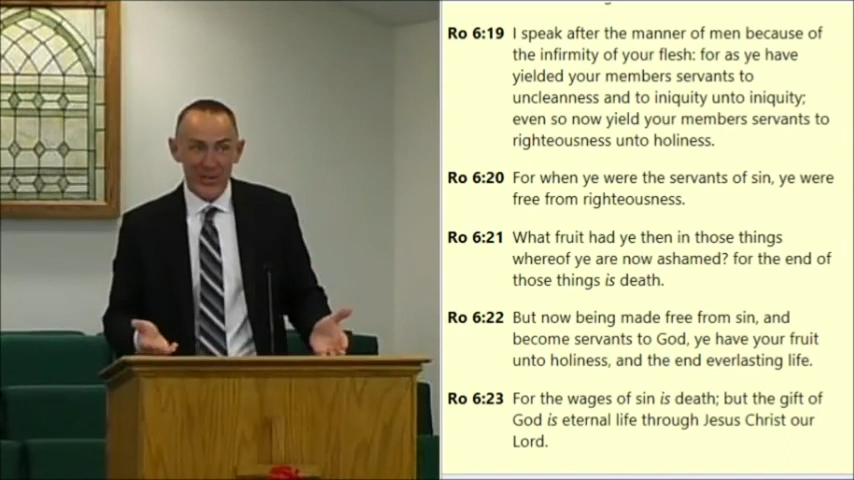 Ro 6:19 I speak after the manner of men because of
the infirmity of your flesh: for as ye have
yielded your members servants to
uncleanness and to iniquity unto iniquity;
even so now yield your members servants to
righteousness unto holiness.
Ro 6:20 For when ye were the servants of sin, ye were
free from righteousness.
Ro 6:21 What fruit had ye then in those things
whereof ye are now ashamed? for the end of
those things is death.
Ro 6:22 But now being made free from sin, and
become servants to God, ye have your fruit
unto holiness, and the end everlasting life.
Ro 6:23 For the wages of sin is death; but the gift of
God is eternal life through Jesus Christ our
Lord.